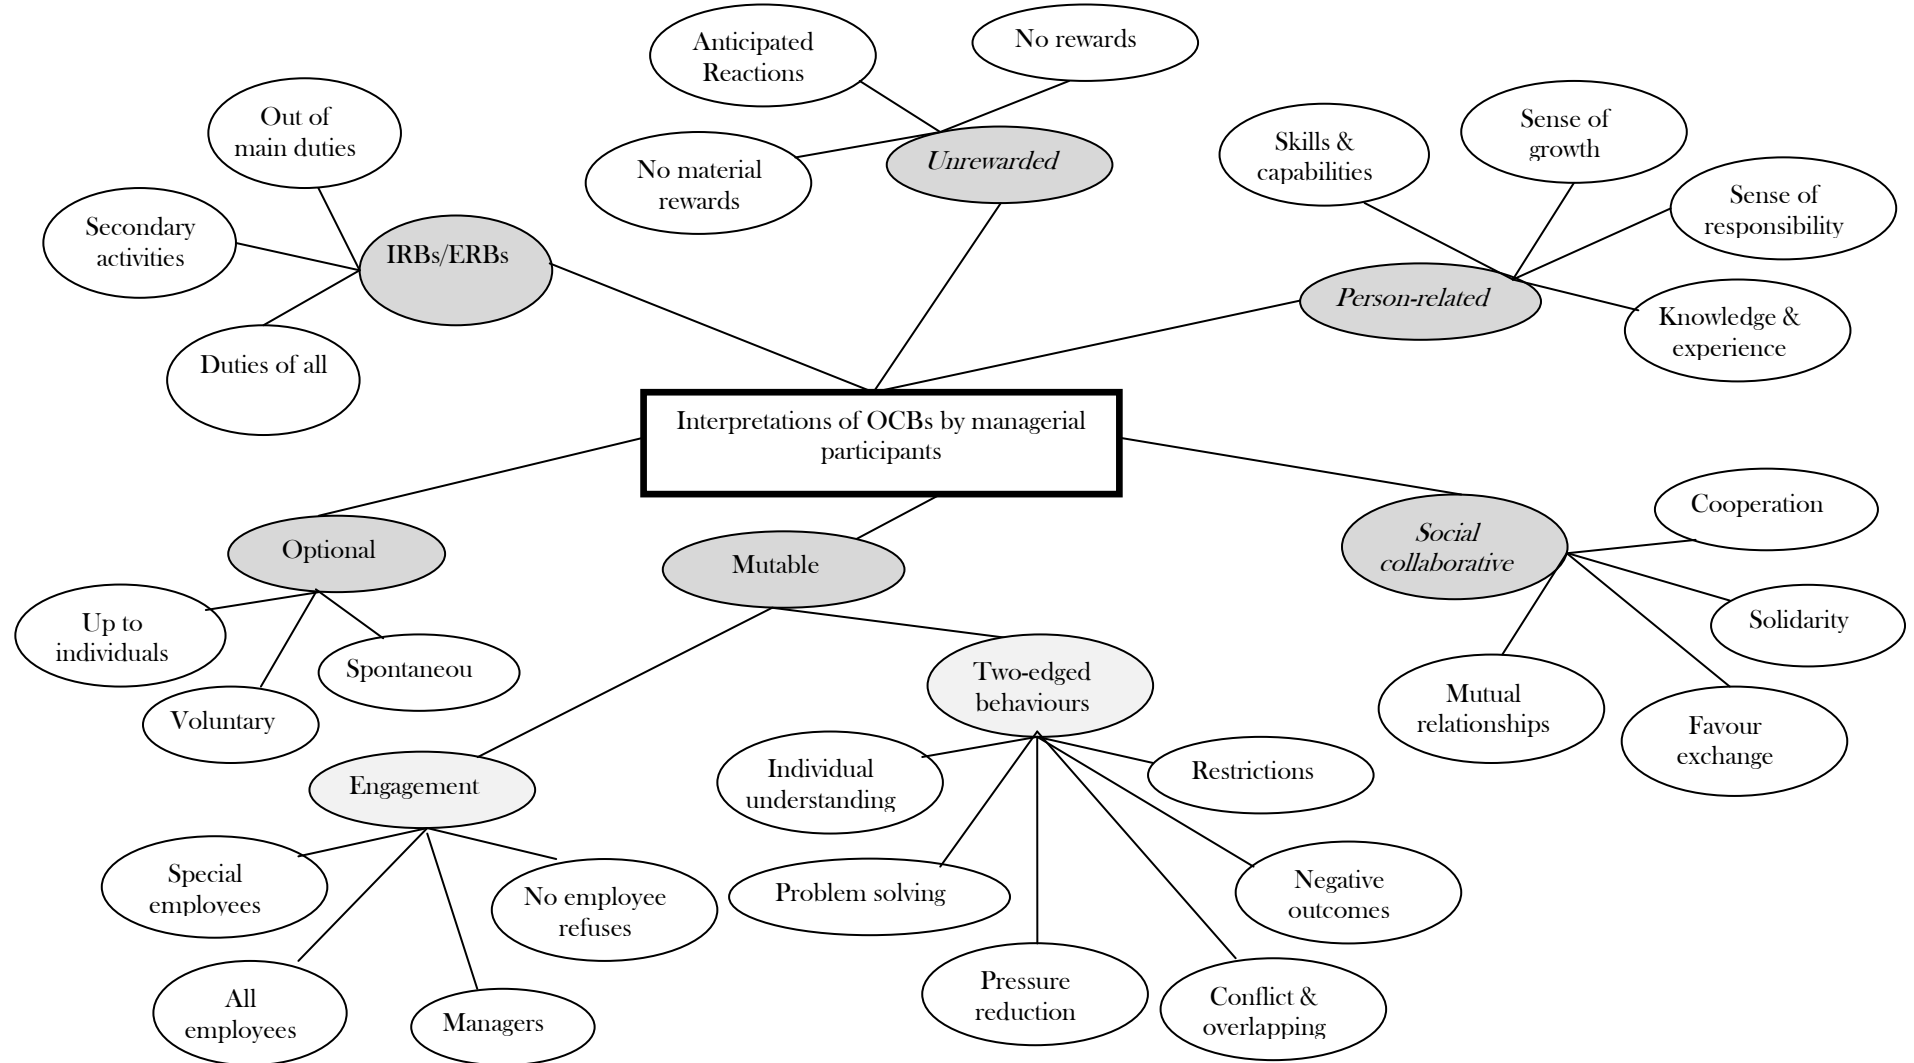 Anticipated
Reactions
No rewards
Out of
main duties
Skills &
capabilities
Sense of
growth
No material
rewards
Unrewarded
Sense of
responsibility
Secondary
activities
IRBs/ERBs
Person-related
Knowledge &
experience
Duties of all
Interpretations of OCBs by managerial
participants
Cooperation
Optional
Mutable
Social
collaborative
Up to
individuals
Spontaneou
Solidarity
Voluntary
Two-edged
behaviours
Mutual
relationships
Favour
exchange
Engagement
Individual
understanding
Restrictions
Special
employees
No employee
refuses
Problem solving
Negative
outcomes
All
employees
Managers
Pressure
reduction
Conflict &
overlapping